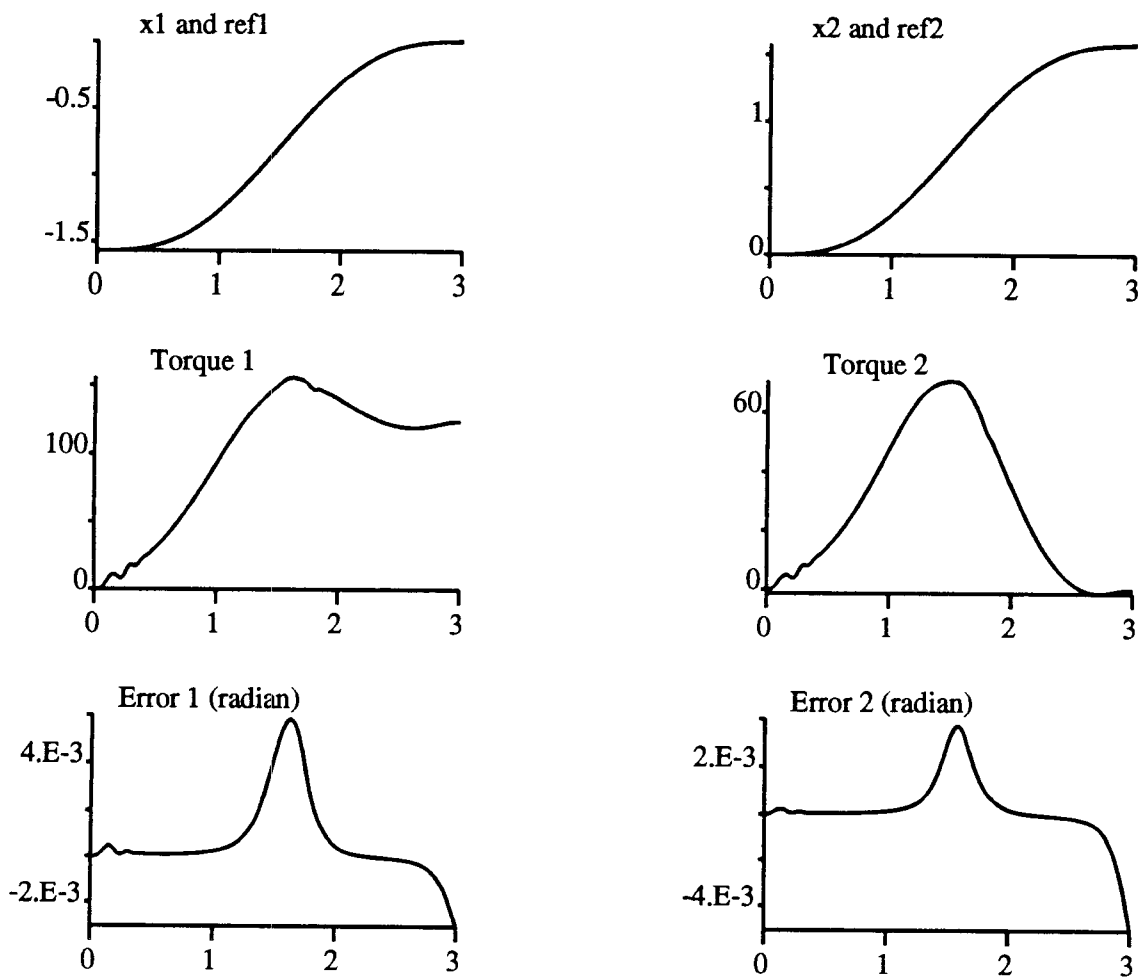 x1 and ref1
-0.5
-1.5
0 1 2 3
x2 and ref2
1
0
0 1 2 3
Torque 1
100
0
0 1 2 3
Torque 2
60
0
0 1 2 3
Error 1 (radian)
4.E-3
-2.E-3
0 1 2 3
Error 2 (radian)
2.E-3
-4.E-3
0 1 2 3